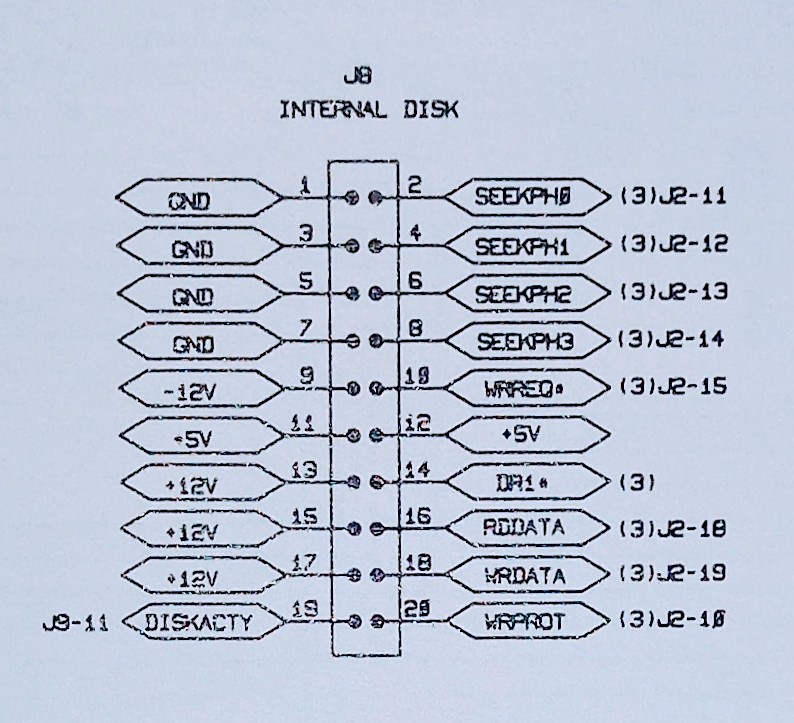 J8
INTERNAL DISK
GND 1 2 SEEKPH0 (3)J2-11
GND 3 4 SEEKPH1 (3)J2-12
GND 5 6 SEEKPH2 (3)J2-13
GND 7 8 SEEKPH3 (3)J2-14
-12V 9 10 WRREQ* (3)J2-15
+5V 11 12 +5V
+12V 13 14 DR1* (3)
+12V 15 16 RDDATA (3)J2-18
+12V 17 18 WRDATA (3)J2-19
J9-11 DISKACTY 19 20 WRPROT (3)J2-10